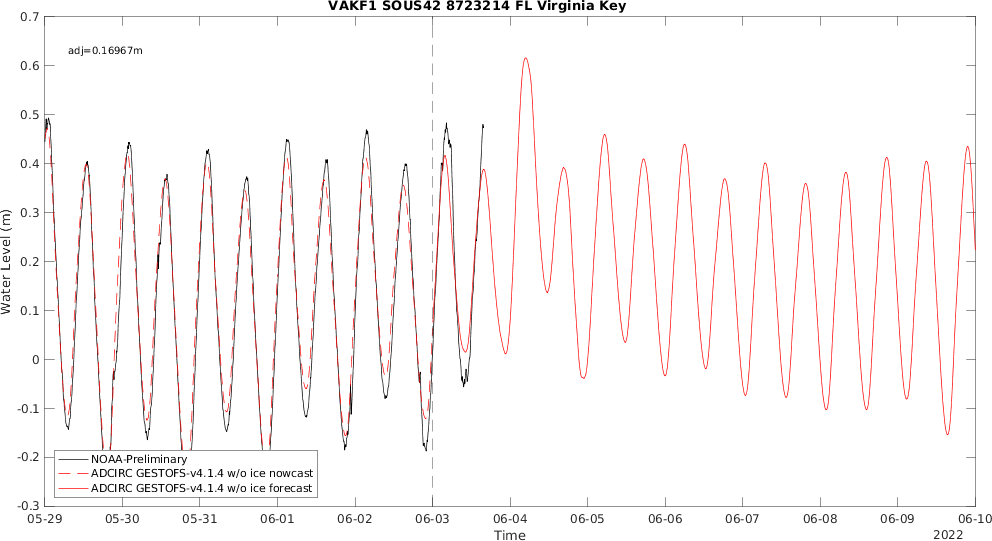 VAKF1 SOUS42 8723214 FL Virginia Key
adj=0.16967m
0.7
0.6
0.5
0.4
0.3
0.2
0.1
0
-0.1
-0.2
-0.3
Water Level (m)
NOAA-Preliminary
ADCIRC GESTOFS-v4.1.4 w/o ice nowcast
ADCIRC GESTOFS-v4.1.4 w/o ice forecast
05-29 05-30 05-31 06-01 06-02 06-03 06-04 06-05 06-06 06-07 06-08 06-09 06-10
Time
2022